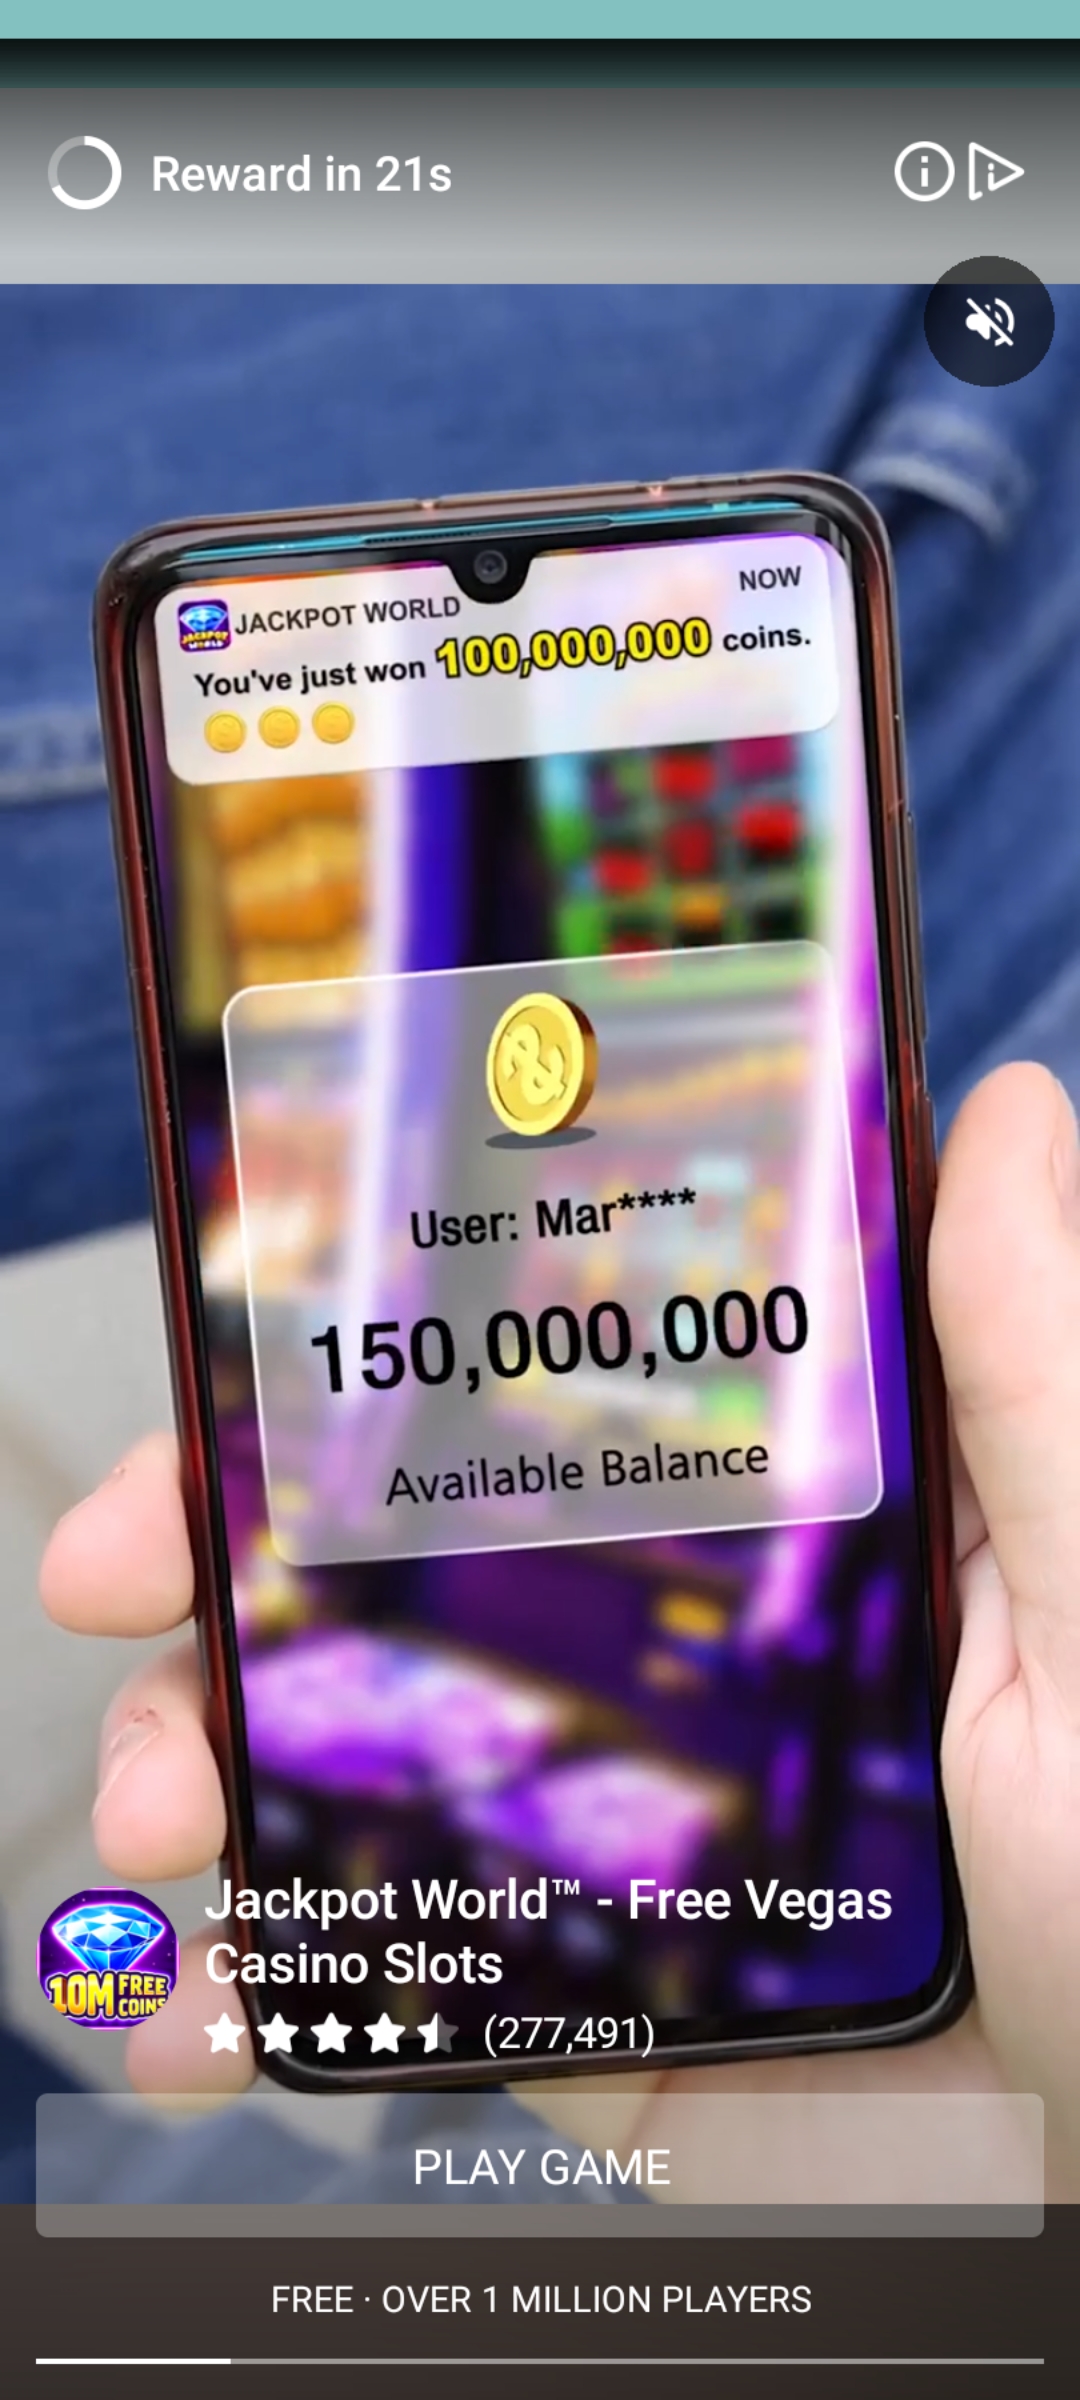 Reward in 21s
JACKPOT WORLD
NOW
You've just won 100,000,000 coins.
User: Mar****
150,000,000
Available Balance
Jackpot World™ - Free Vegas
Casino Slots
10M FREE
COINS
(277,491)
PLAY GAME
FREE · OVER 1 MILLION PLAYERS